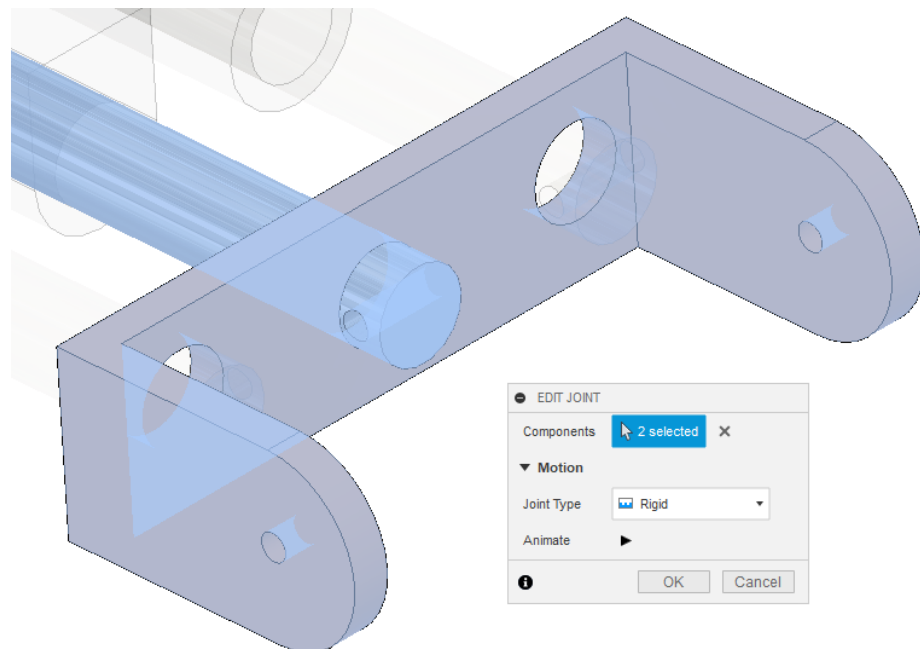 EDIT JOINT
Components 2 selected
Motion
Joint Type Rigid
Animate
OK Cancel